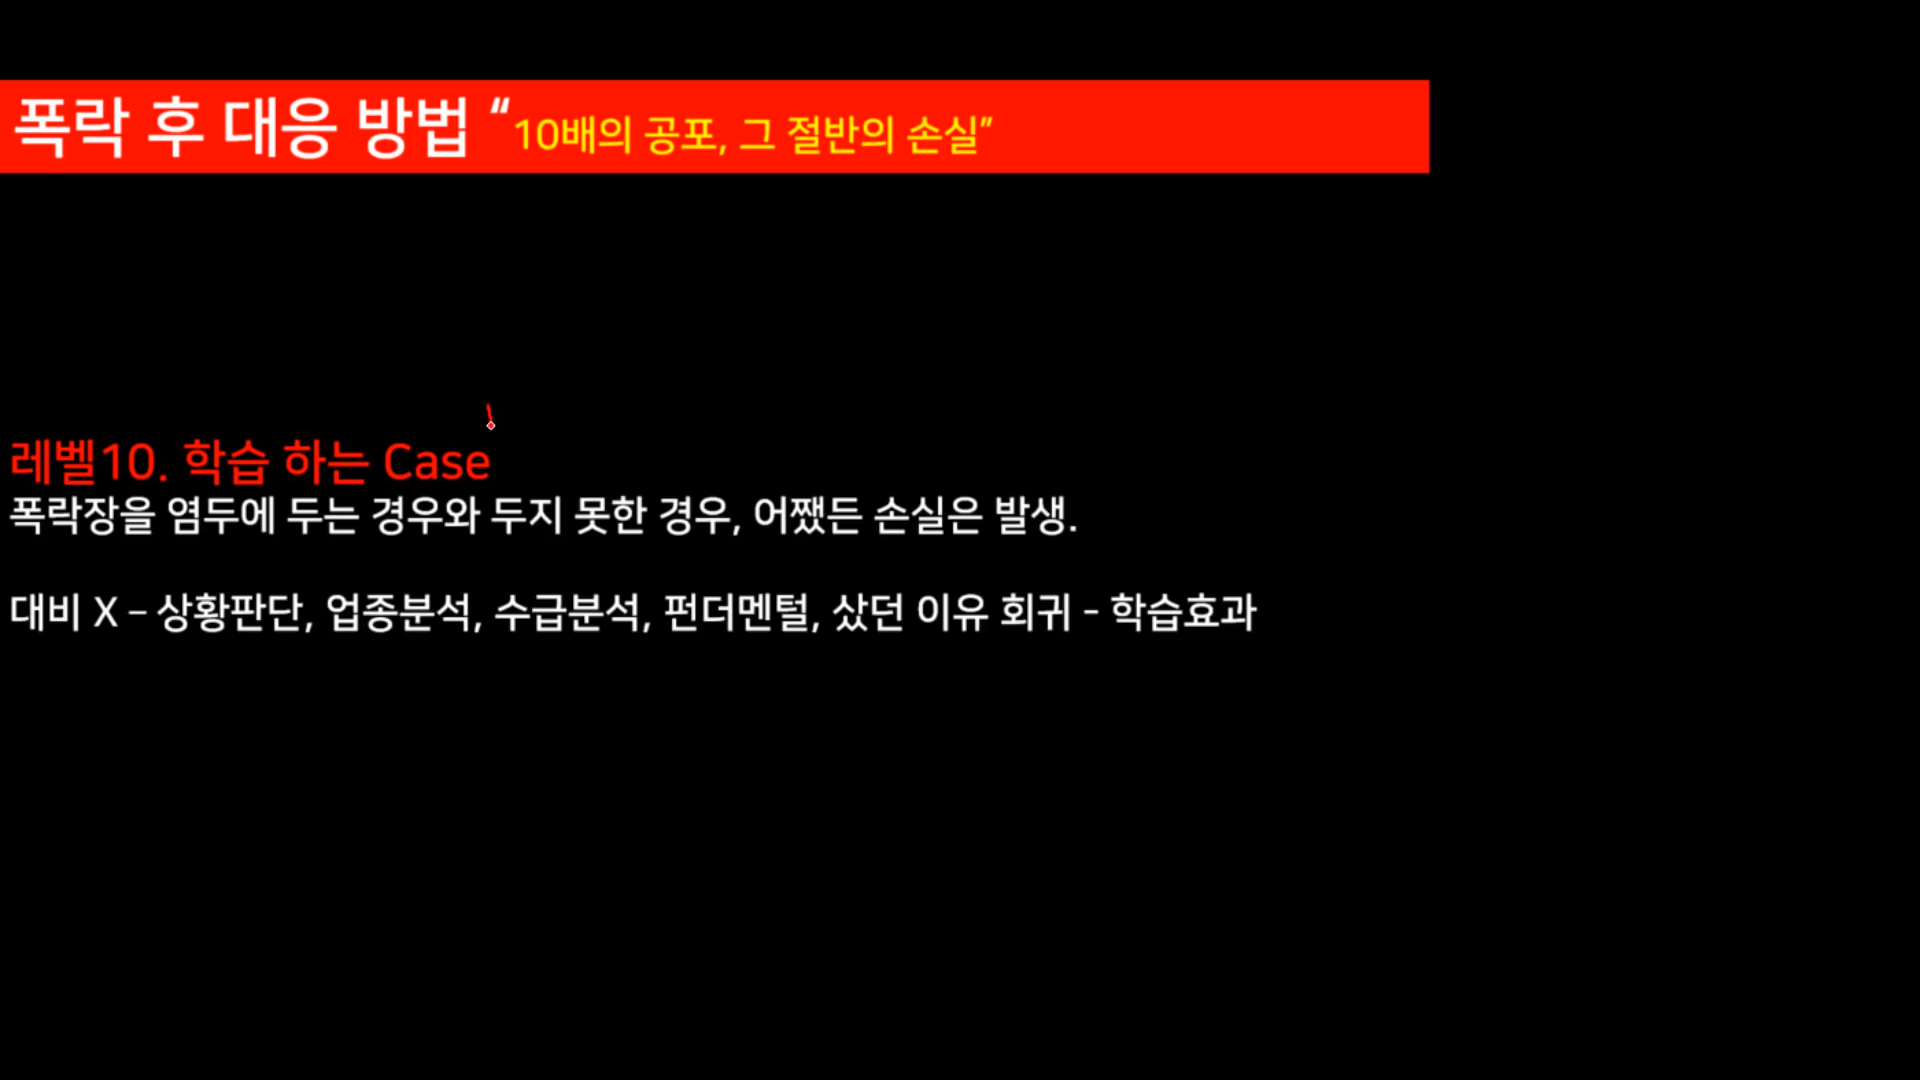 폭락 후 대응 방법 “10배의 공포, 그 절반의 손실”
레벨10. 학습 하는 Case
폭락장을 염두에 두는 경우와 두지 못한 경우, 어쨌든 손실은 발생.
대비 X – 상황판단, 업종분석, 수급분석, 펀더멘털, 샀던 이유 회귀 - 학습효과